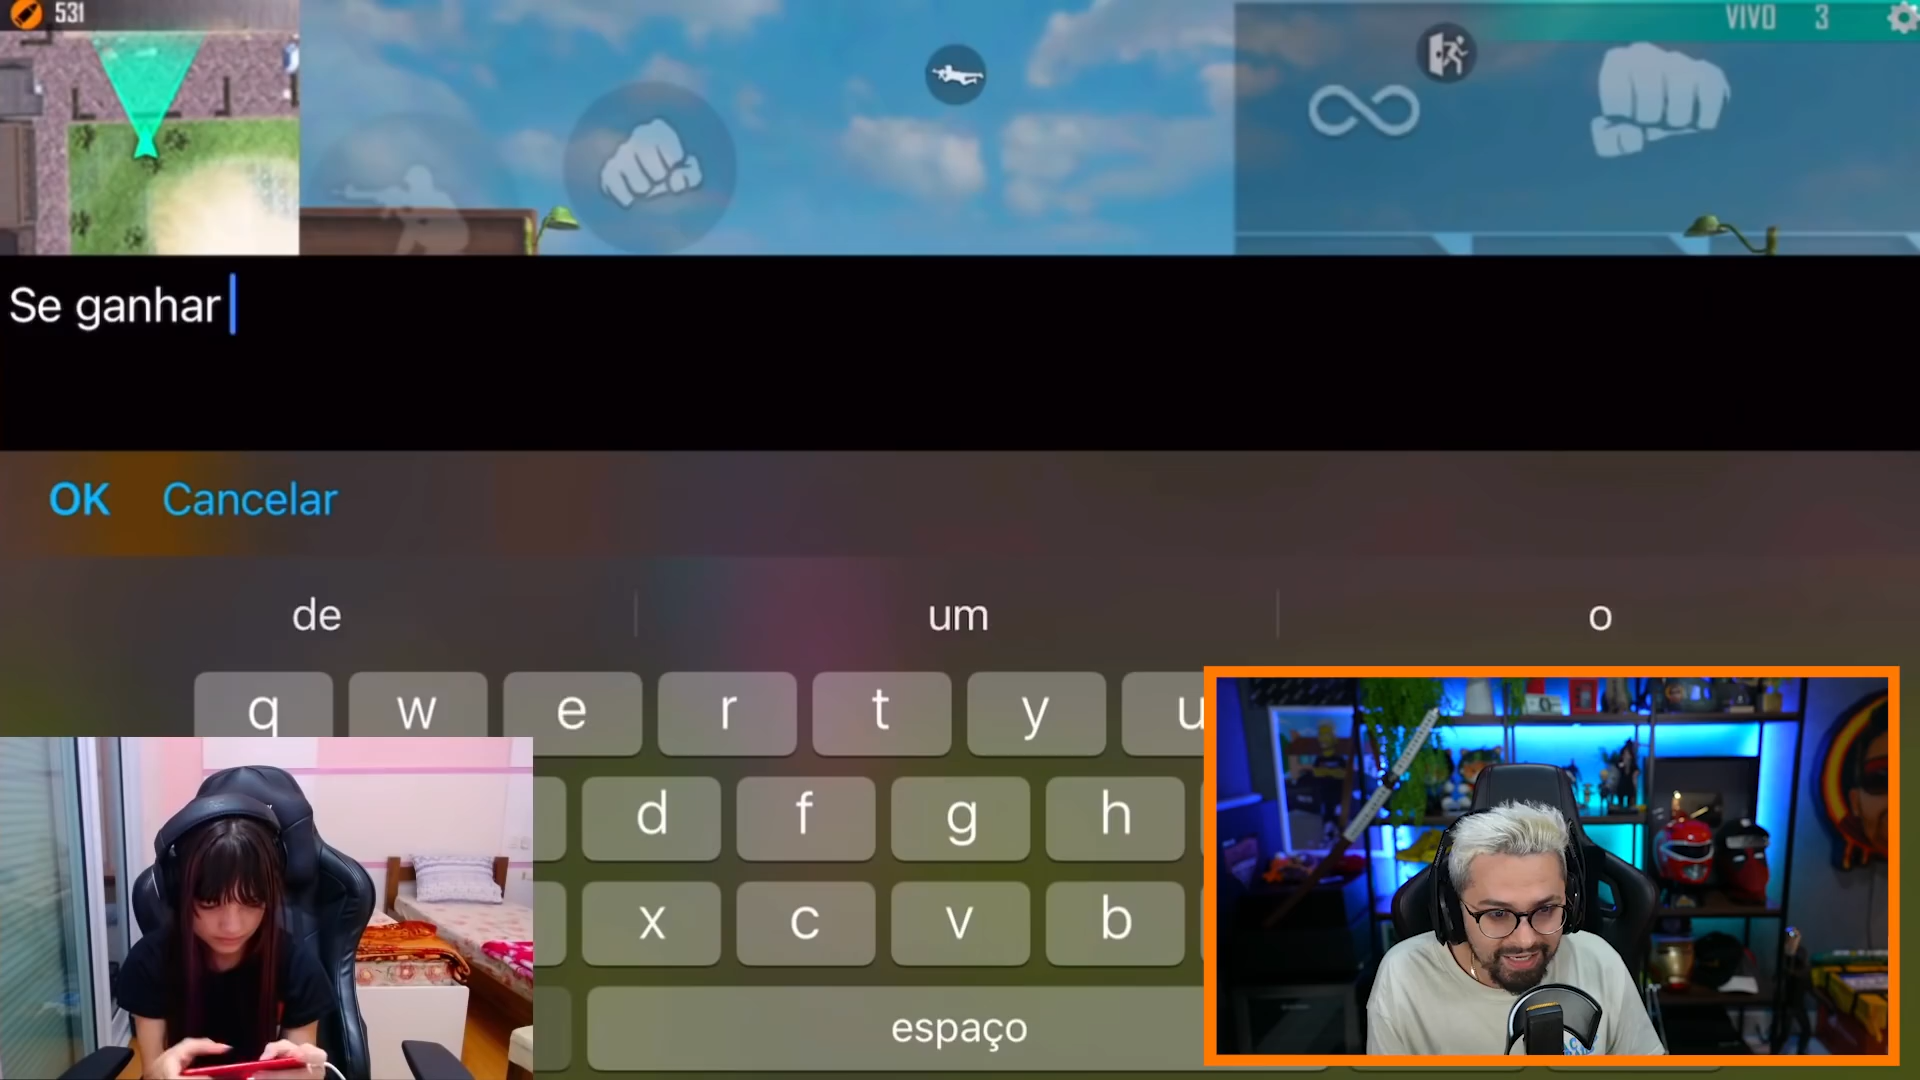 531
VIVO 3
Se ganhar
OK Cancelar
de um o
q w e r t y u
d f g h
x c v b
espaço